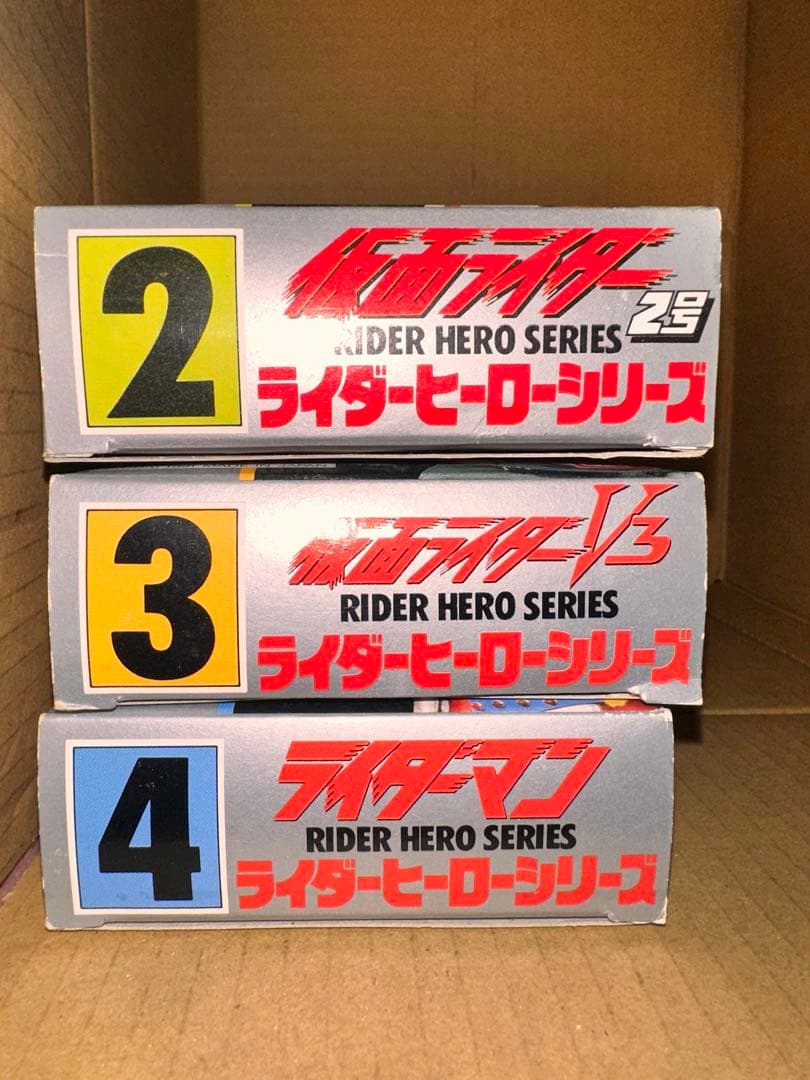 2
仮面ライダー
2号
RIDER HERO SERIES
ライダーヒーローシリーズ
MADE IN JAPAN
3
仮面ライダーV3
RIDER HERO SERIES
ライダーヒーローシリーズ
4
ライダーマン
RIDER HERO SERIES
ライダーヒーローシリーズ